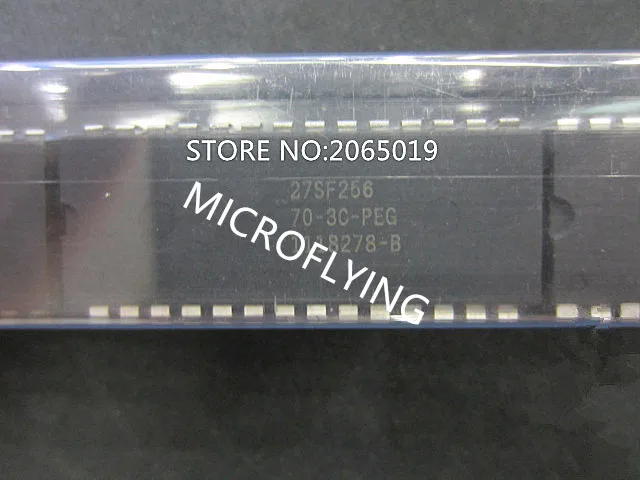 STORE NO:2065019
27SF256
70-3C-PEG
MICROFLYING